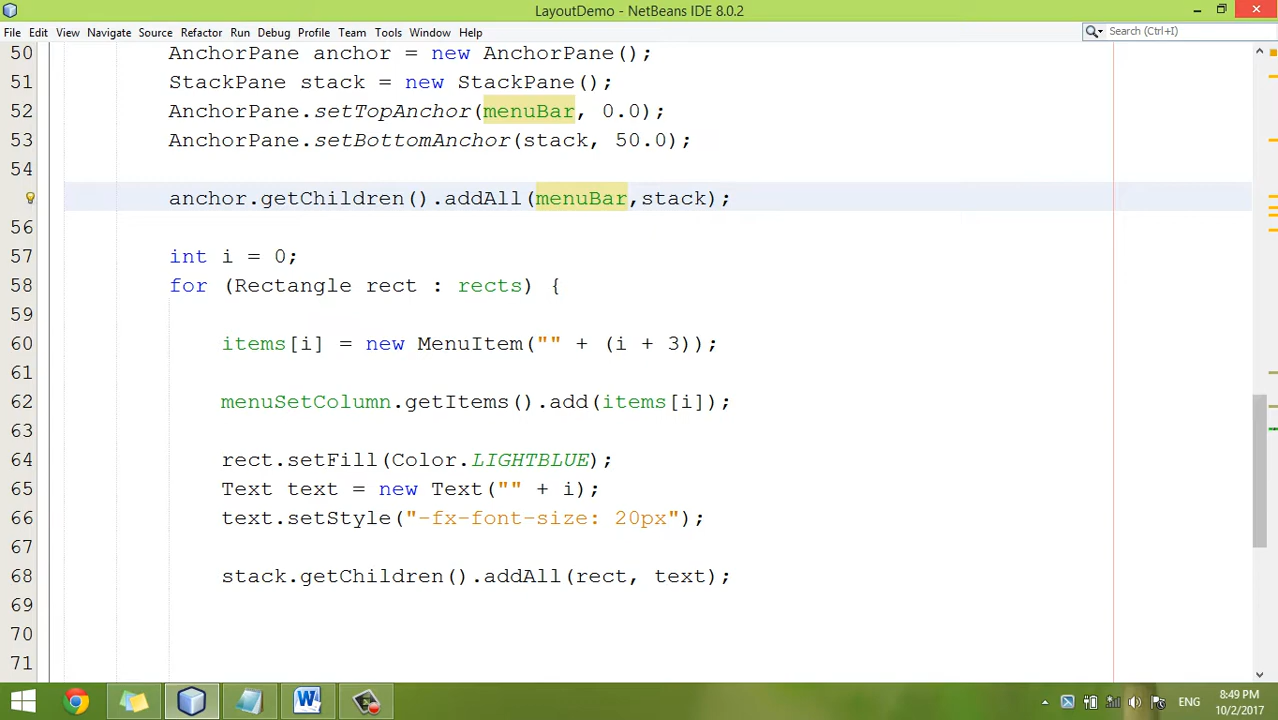 LayoutDemo - NetBeans IDE 8.0.2
File Edit View Navigate Source Refactor Run Debug Profile Team Tools Window Help
Search (Ctrl+I)
50 AnchorPane anchor = new AnchorPane();
51 StackPane stack = new StackPane();
52 AnchorPane.setTopAnchor(menuBar, 0.0);
53 AnchorPane.setBottomAnchor(stack, 50.0);
54
anchor.getChildren().addAll(menuBar,stack);
56
57 int i = 0;
58 for (Rectangle rect : rects) {
59
60 items[i] = new MenuItem("" + (i + 3));
61
62 menuSetColumn.getItems().add(items[i]);
63
64 rect.setFill(Color.LIGHTBLUE);
65 Text text = new Text("" + i);
66 text.setStyle("-fx-font-size: 20px");
67
68 stack.getChildren().addAll(rect, text);
69
70
71
ENG
8:49 PM
10/2/2017